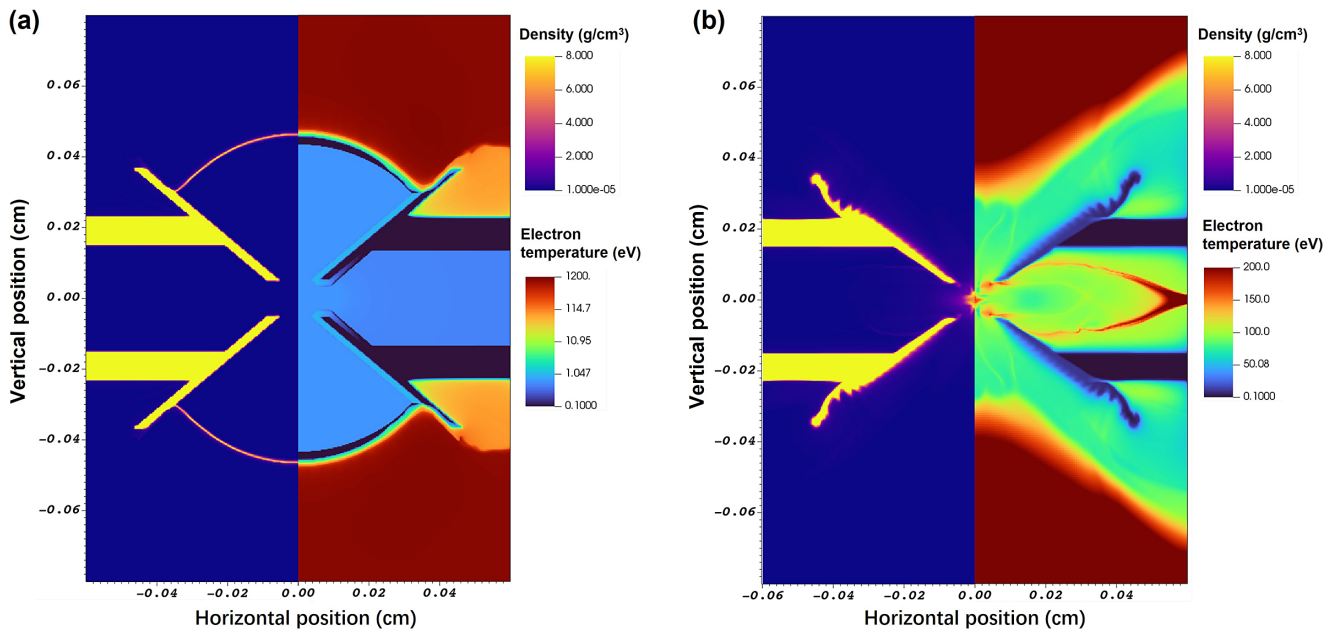 (a)
Density (g/cm³)
8.000
6.000
4.000
2.000
1.000e-05
Electron
temperature (eV)
1200.
114.7
10.95
1.047
0.1000
Vertical position (cm)
0.06
0.04
0.02
0.00
-0.02
-0.04
-0.06
-0.04 -0.02 0.00 0.02 0.04
Horizontal position (cm)
(b)
Density (g/cm³)
8.000
6.000
4.000
2.000
1.000e-05
Electron
temperature (eV)
200.0
150.0
100.0
50.08
0.1000
Vertical position (cm)
0.06
0.04
0.02
0.00
-0.02
-0.04
-0.06
-0.06 -0.04 -0.02 0.00 0.02 0.04
Horizontal position (cm)